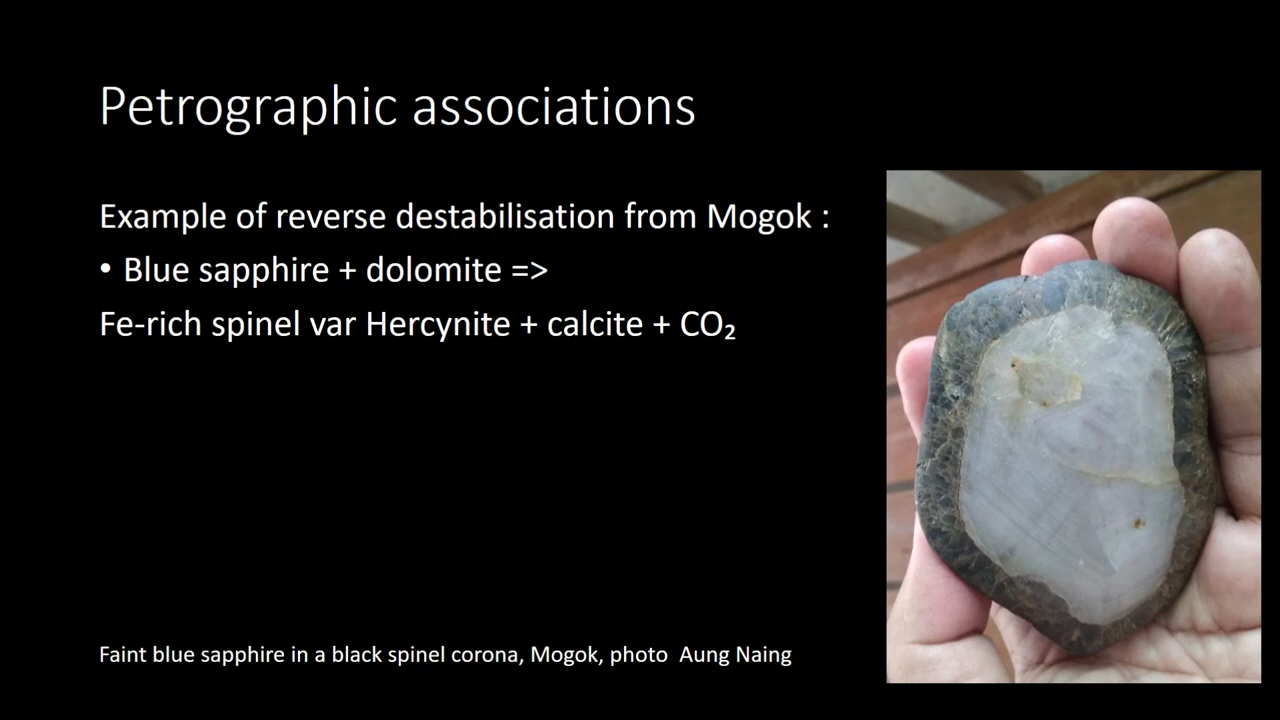 Petrographic associations
Example of reverse destabilisation from Mogok :
• Blue sapphire + dolomite =>
Fe-rich spinel var Hercynite + calcite + CO₂
Faint blue sapphire in a black spinel corona, Mogok, photo  Aung Naing